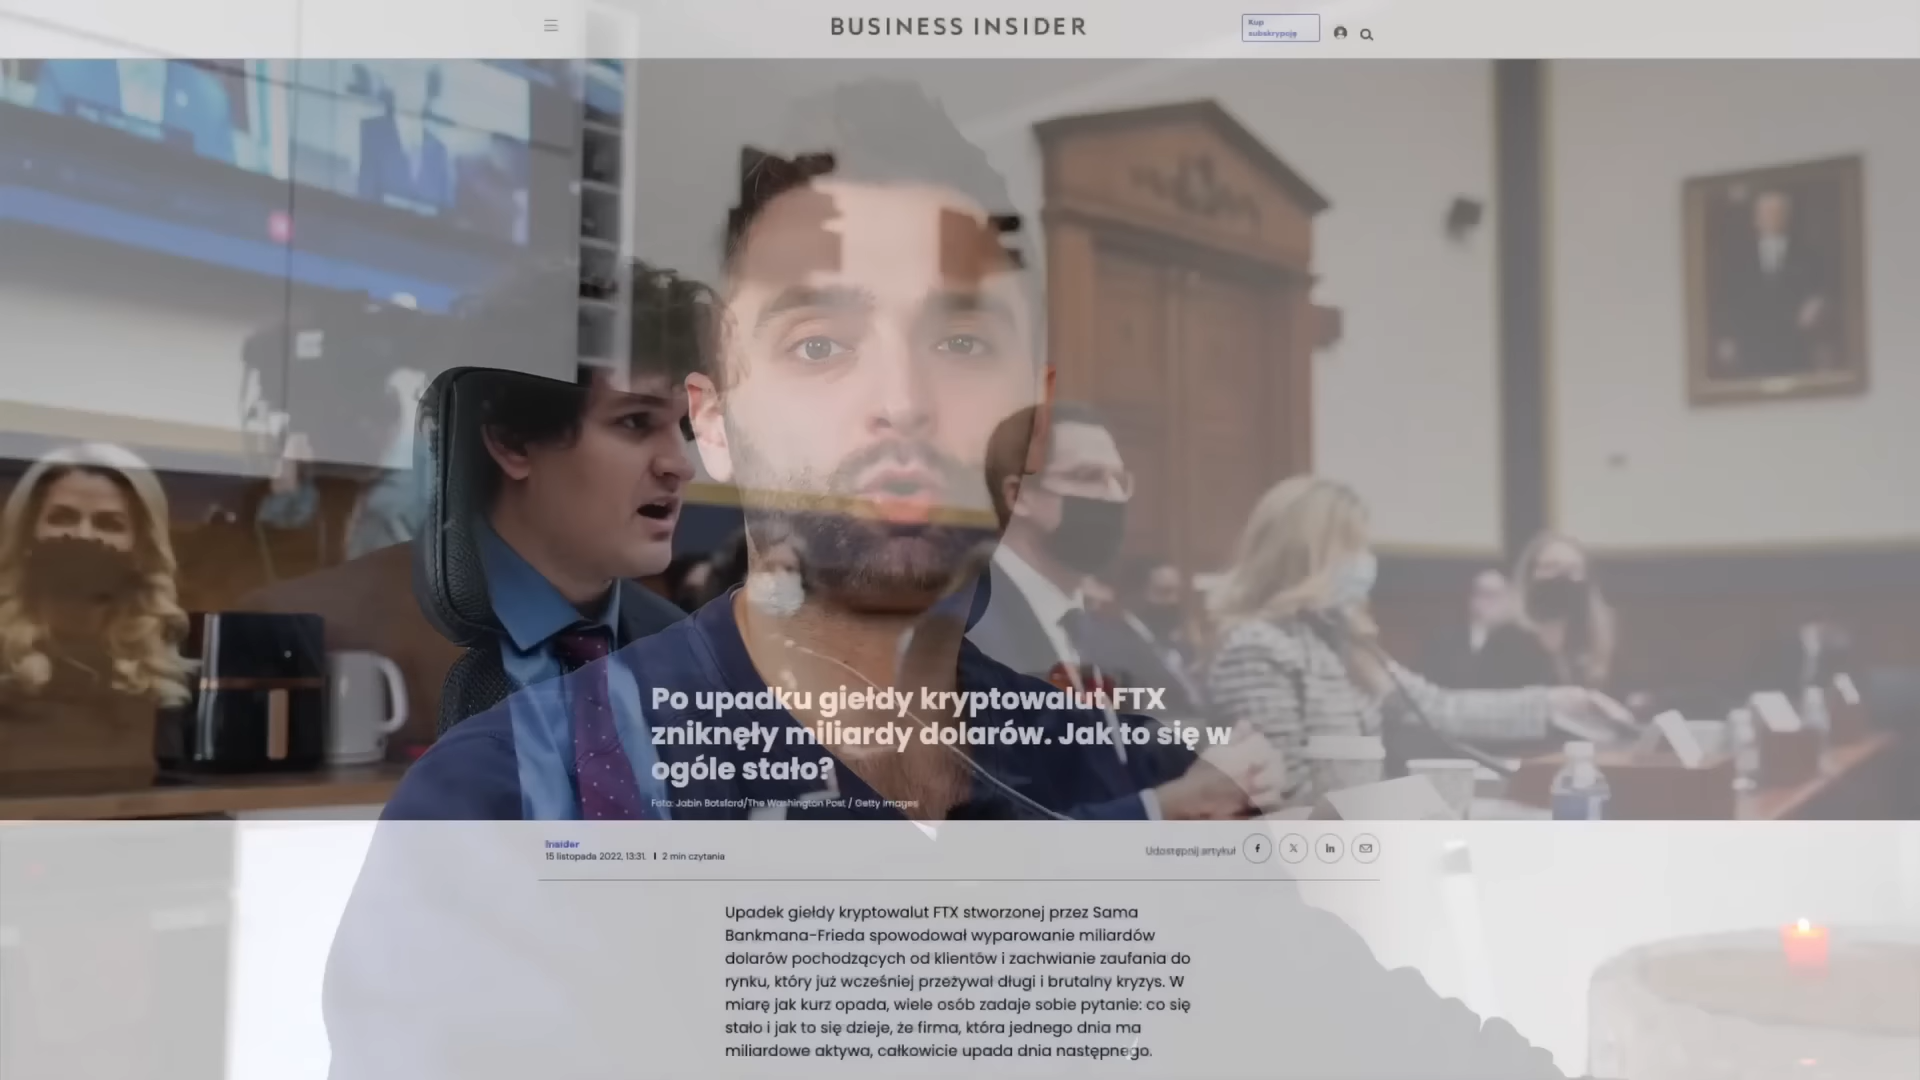 BUSINESS INSIDER
Kup
subskrypcję
Po upadku giełdy kryptowalut FTX
zniknęły miliardy dolarów. Jak to się w
ogóle stało?
Foto: Jabin Botsford/The Washington Post / Getty Images
Insider
15 listopada 2022, 13:31. | 2 min czytania
Udostępnij artykuł
Upadek giełdy kryptowalut FTX stworzonej przez Sama
Bankmana-Frieda spowodował wyparowanie miliardów
dolarów pochodzących od klientów i zachwianie zaufania do
rynku, który już wcześniej przeżywał długi i brutalny kryzys. W
miarę jak kurz opada, wiele osób zadaje sobie pytanie: co się
stało i jak to się dzieje, że firma, która jednego dnia ma
miliardowe aktywa, całkowicie upada dnia następnego.